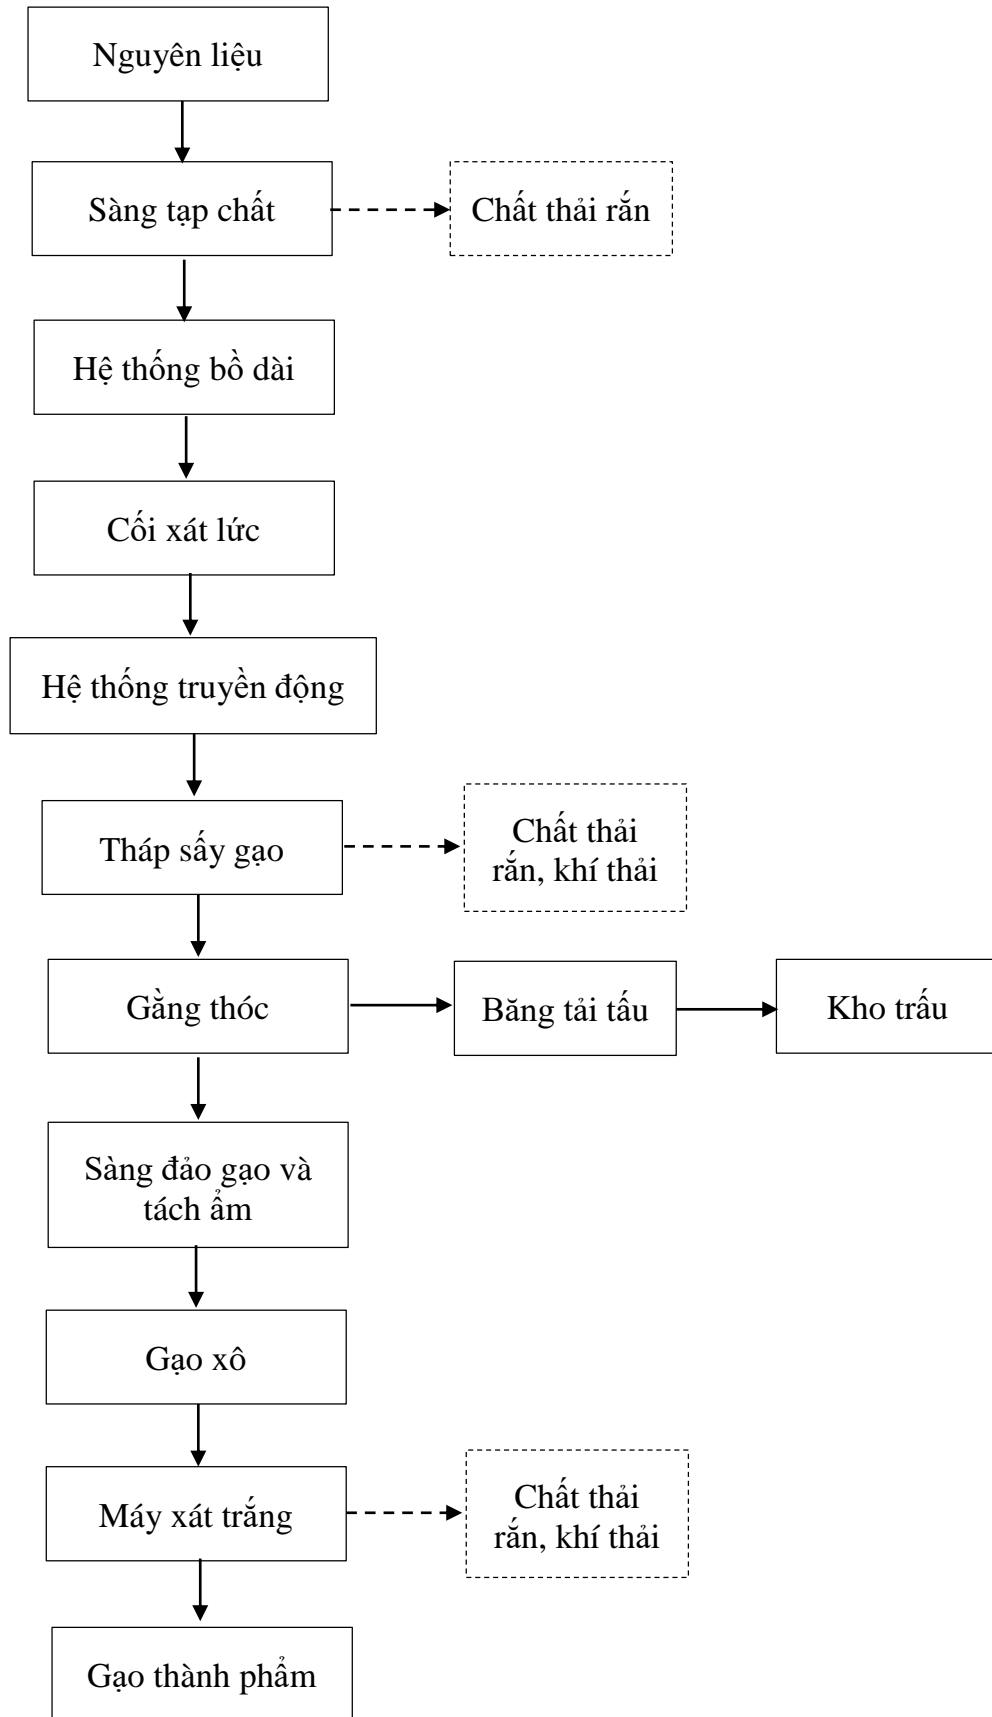 Nguyên liệu
Sàng tạp chất
Chất thải rắn
Hệ thống bồ dài
Cối xát lức
Hệ thống truyền động
Tháp sấy gạo
Chất thải
rắn, khí thải
Gằng thóc
Băng tải tấu
Kho trấu
Sàng đảo gạo và
tách ẩm
Gạo xô
Máy xát trắng
Chất thải
rắn, khí thải
Gạo thành phẩm